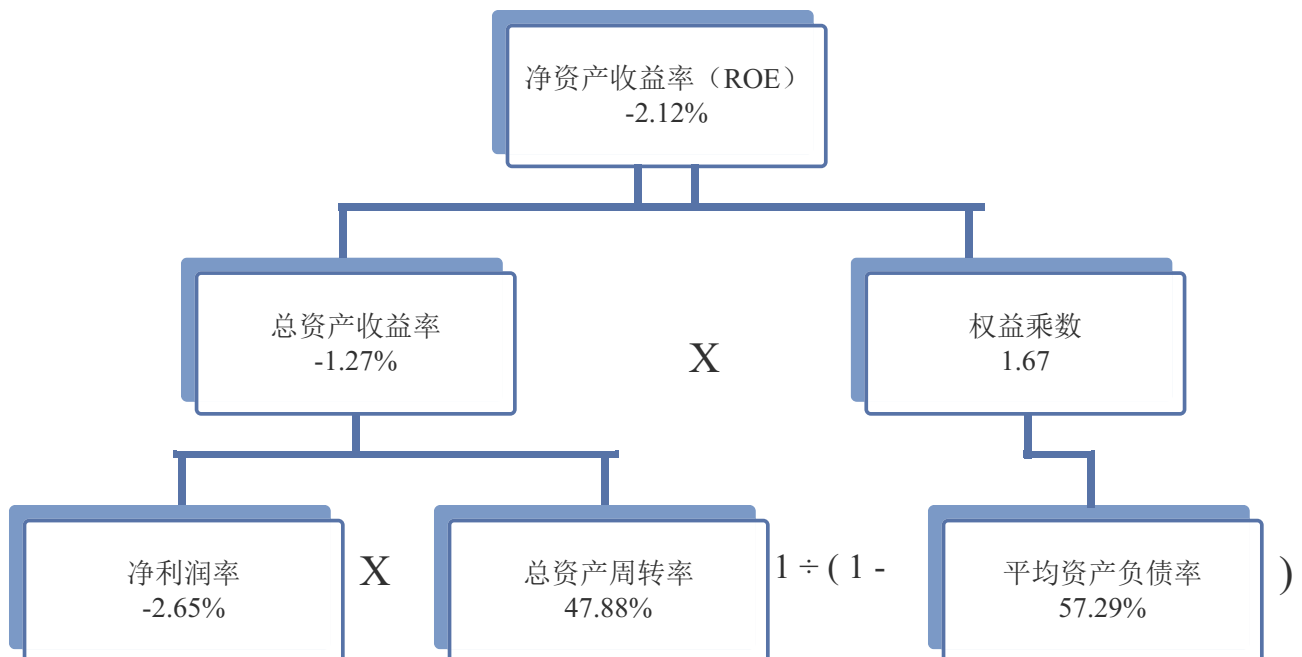 净资产收益率（ROE）
-2.12%
总资产收益率
-1.27%
X
权益乘数
1.67
净利润率
-2.65%
X
总资产周转率
47.88%
1 ÷ ( 1 -
平均资产负债率
57.29%
)